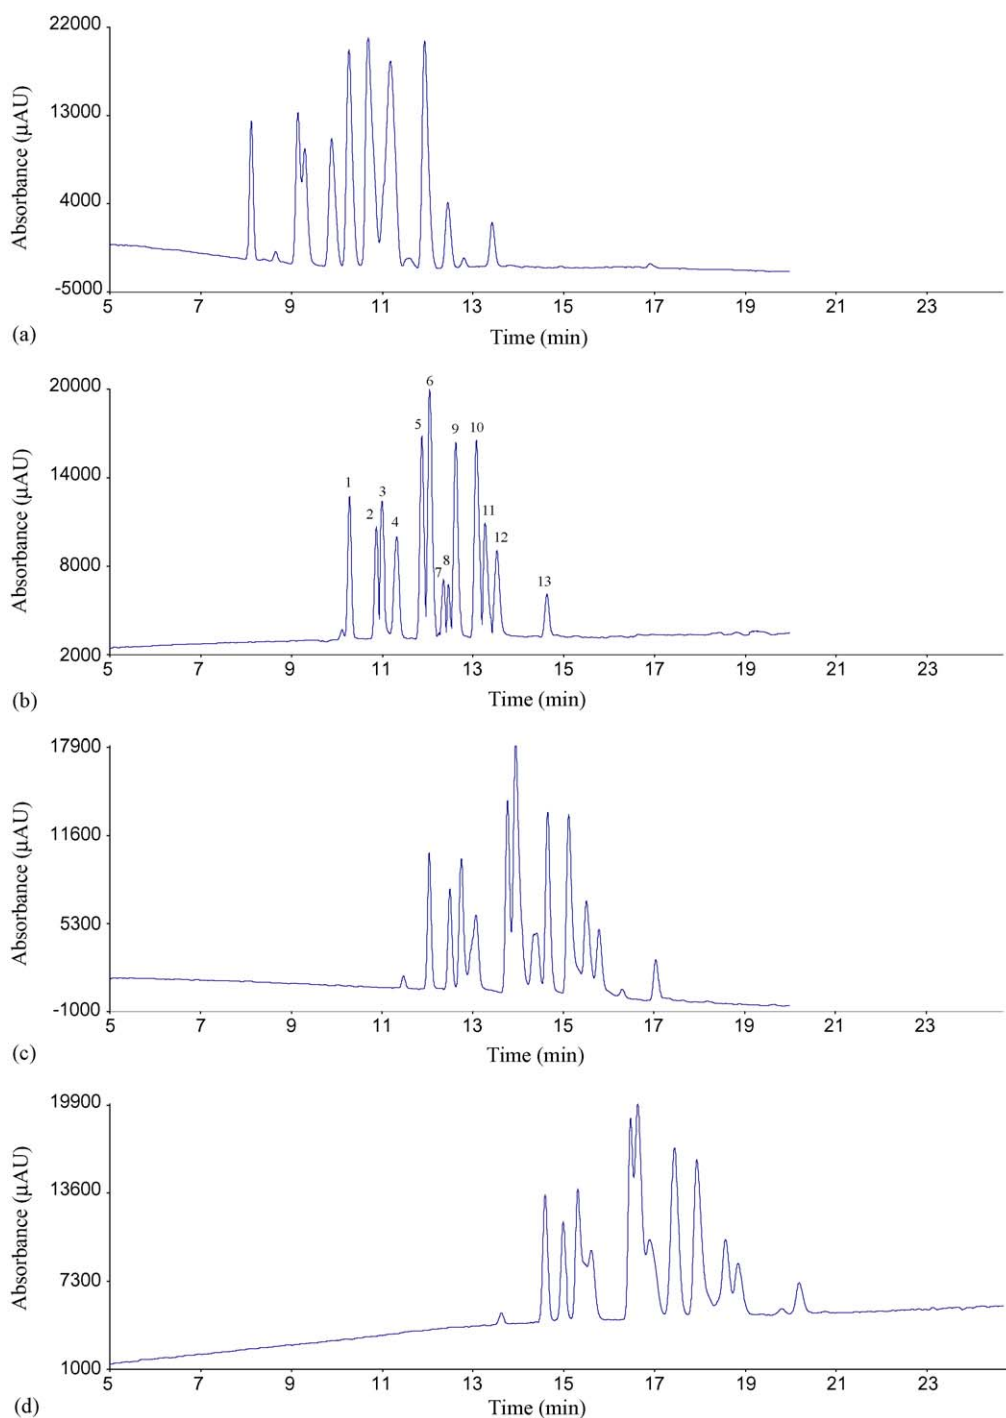 22000
13000
4000
-5000
Absorbance (µAU)
5 7 9 11 13 15 17 19 21 23
(a)
Time (min)
20000
14000
8000
2000
Absorbance (µAU)
1 2 3 4 5 6 7 8 9 10 11 12 13
5 7 9 11 13 15 17 19 21 23
(b)
Time (min)
17900
11600
5300
-1000
Absorbance (µAU)
5 7 9 11 13 15 17 19 21 23
(c)
Time (min)
19900
13600
7300
1000
Absorbance (µAU)
5 7 9 11 13 15 17 19 21 23
(d)
Time (min)